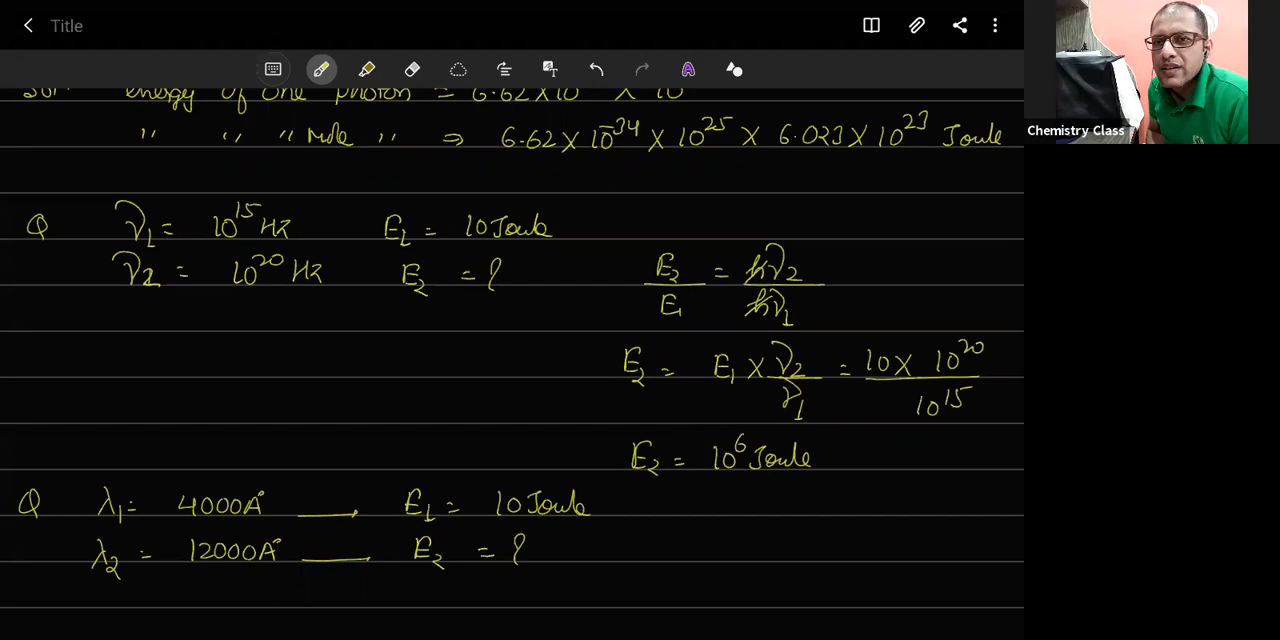 Title
Chemistry Class
energy of one photon = 6.62 × 10 × 10
" " " mole " ⇒ 6.62 × 10⁻³⁴ × 10²⁵ × 6.023 × 10²³ Joule
Q ν₁ = 10¹⁵ Hz E₁ = 10 Joule
ν₂ = 10²⁰ Hz E₂ = ?
E₂/E₁ = hν₂/hν₁
E₂ = E₁ × ν₂/ν₁ = 10 × 10²⁰/10¹⁵
E₂ = 10⁶ Joule
Q λ₁ = 4000Å → E₁ = 10 Joule
λ₂ = 12000Å → E₂ = ?